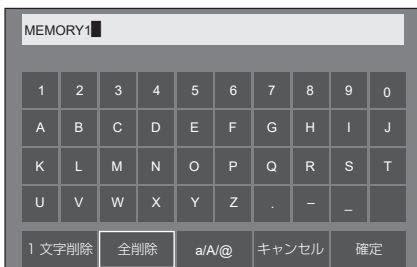 MEMORY1
1 2 3 4 5 6 7 8 9 0
A B C D E F G H I J
K L M N O P Q R S T
U V W X Y Z . – _
1文字削除 全削除 a/A/@ キャンセル 確定